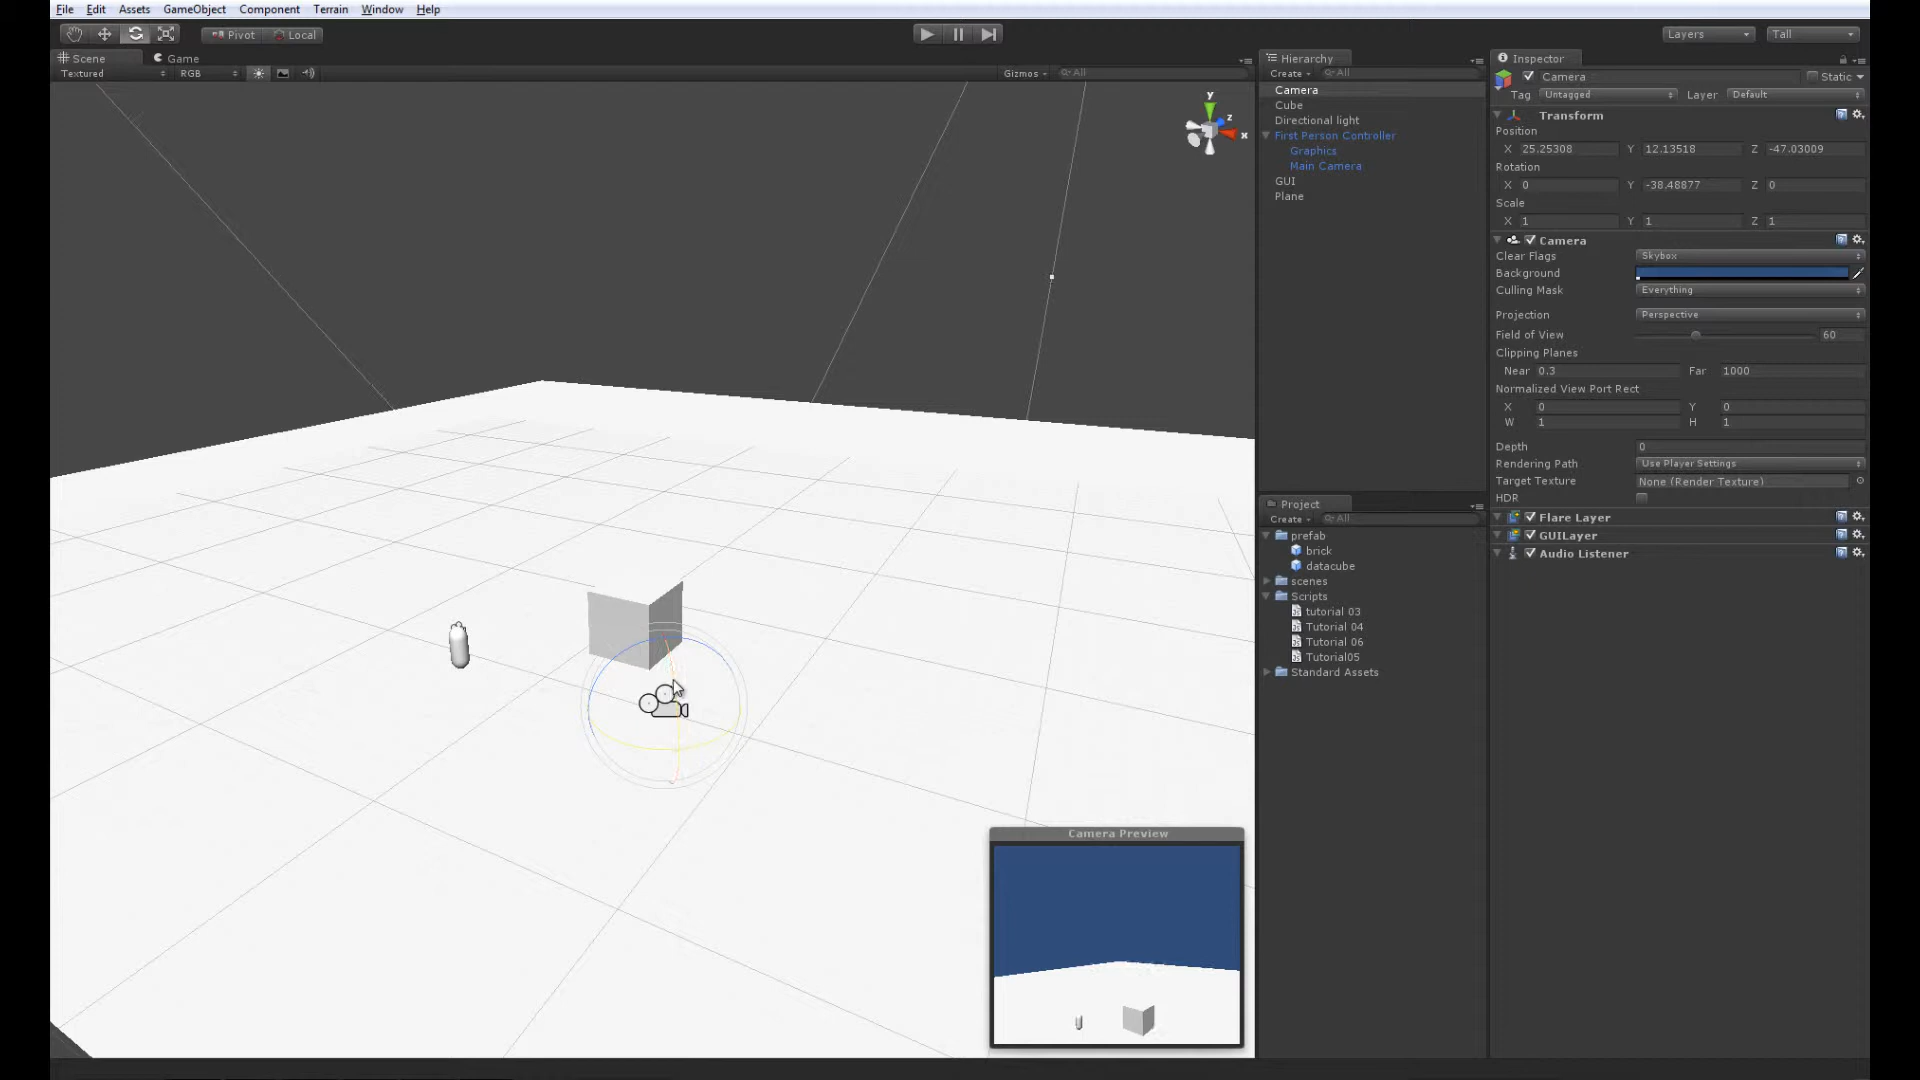 File Edit Assets GameObject Component Terrain Window Help
Pivot Local Layers Tall
Scene Game
Textured RGB Gizmos All
y
z
x
Camera Preview
Hierarchy
Create All
Camera
Cube
Directional light
First Person Controller
Graphics
Main Camera
GUI
Plane
Project
Create All
prefab
brick
datacube
scenes
Scripts
tutorial 03
Tutorial 04
Tutorial 06
Tutorial05
Standard Assets
Inspector
Camera Static
Tag Untagged Layer Default
Transform
Position
X 25.25308 Y 12.13518 Z -47.03009
Rotation
X 0 Y -38.48877 Z 0
Scale
X 1 Y 1 Z 1
Camera
Clear Flags Skybox
Background
Culling Mask Everything
Projection Perspective
Field of View 60
Clipping Planes
Near 0.3 Far 1000
Normalized View Port Rect
X 0 Y 0
W 1 H 1
Depth 0
Rendering Path Use Player Settings
Target Texture None (Render Texture)
HDR
Flare Layer
GUILayer
Audio Listener